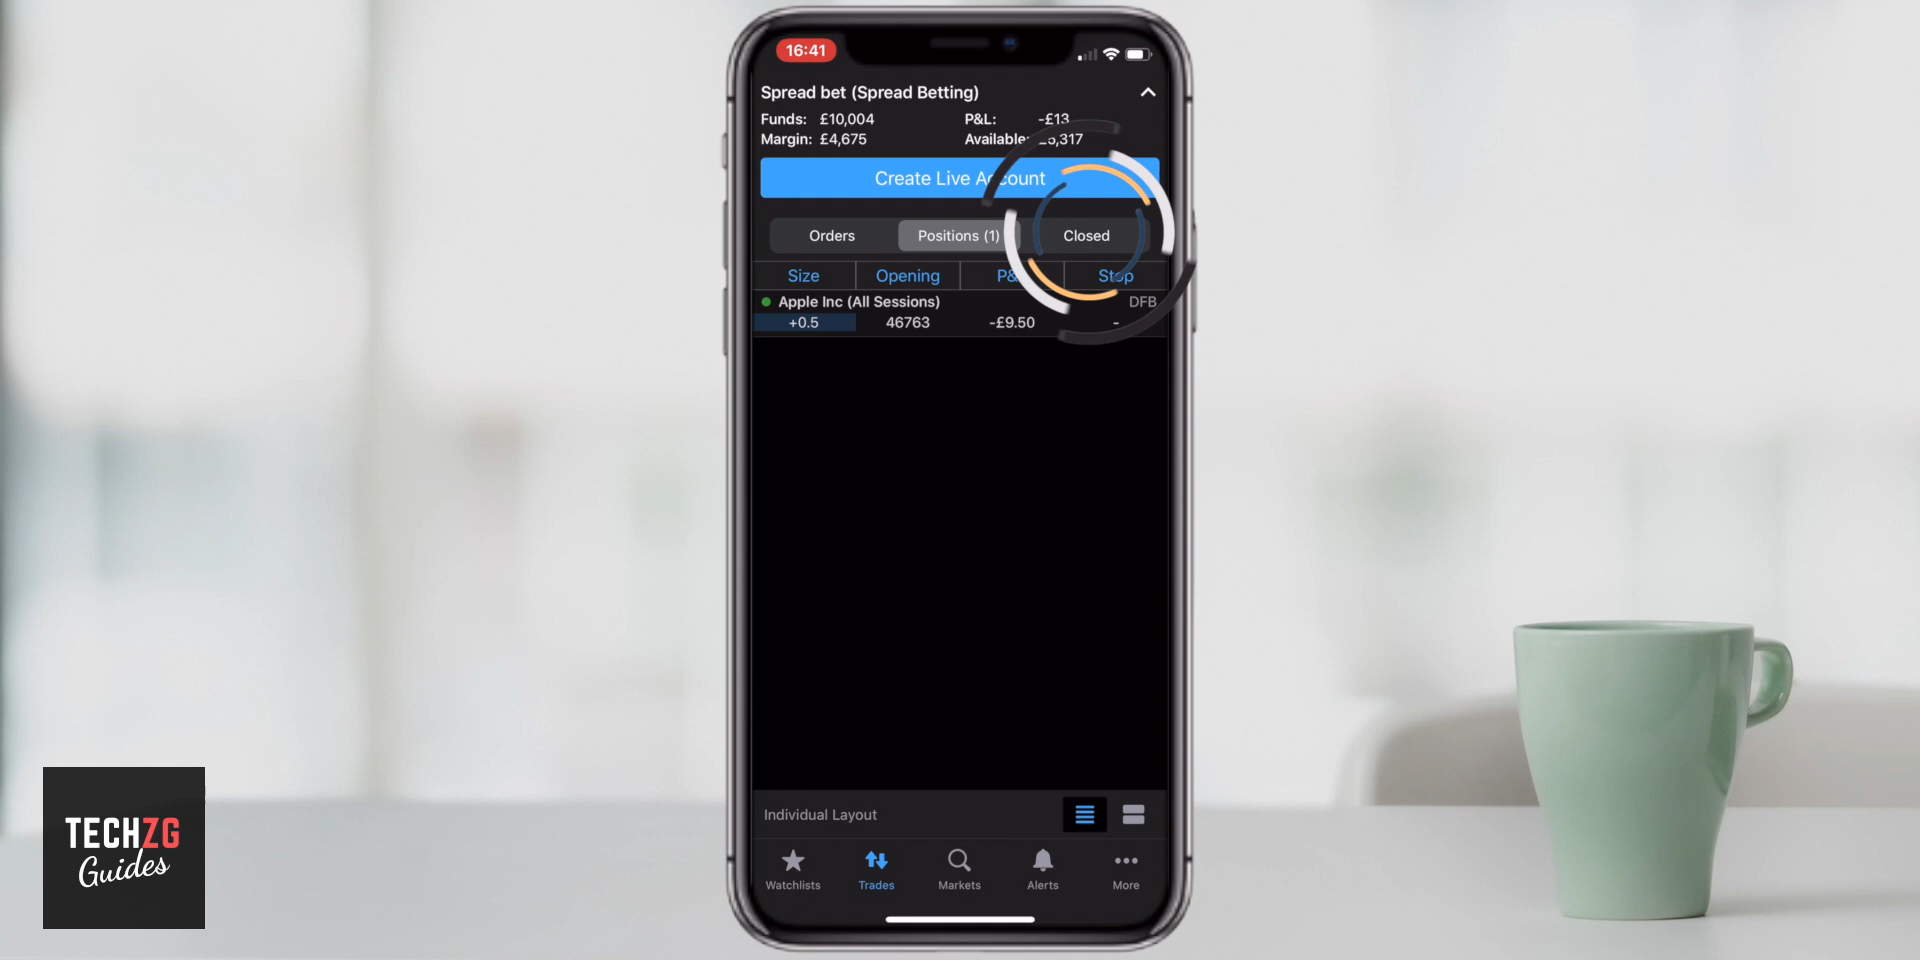 16:41
Spread bet (Spread Betting)
Funds: £10,004 P&L: -£13
Margin: £4,675 Available: £5,317
Create Live Account
Orders Positions (1) Closed
Size Opening P& Stop
Apple Inc (All Sessions) DFB
+0.5 46763 -£9.50 -
Individual Layout
Watchlists Trades Markets Alerts More
TECHZG
Guides